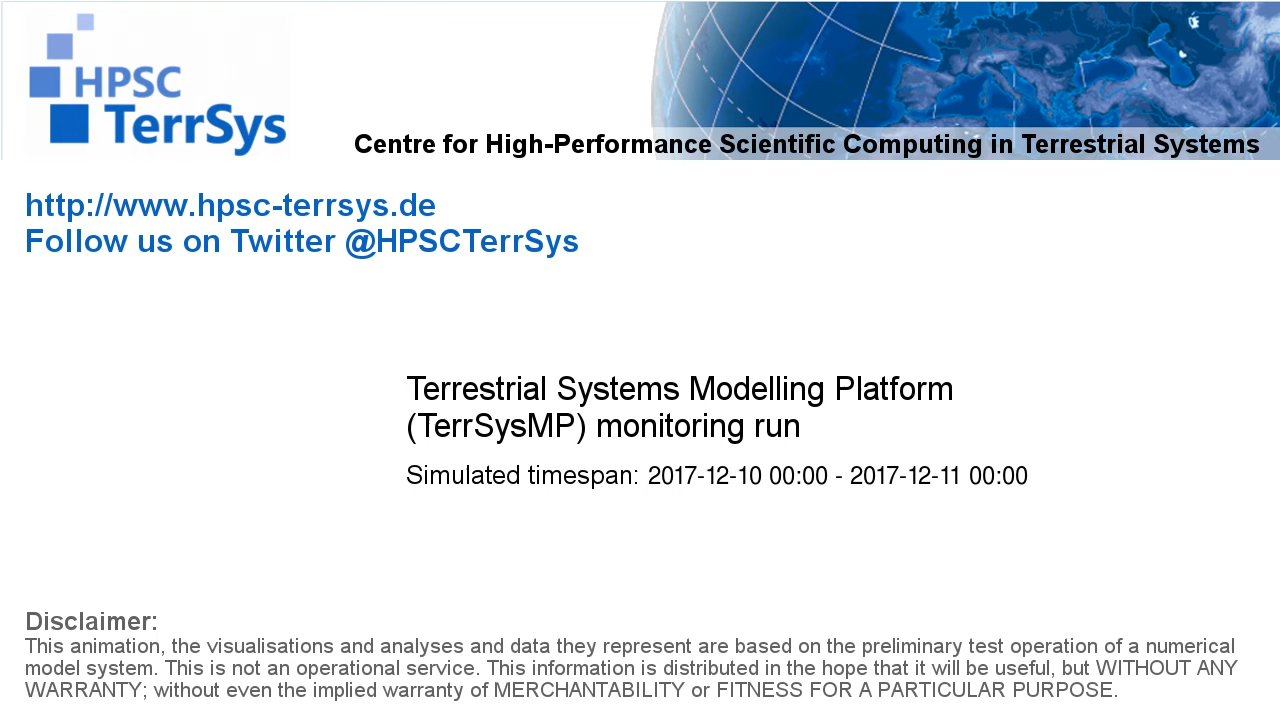 HPSC
TerrSys
Centre for High-Performance Scientific Computing in Terrestrial Systems
http://www.hpsc-terrsys.de
Follow us on Twitter @HPSCTerrSys
Terrestrial Systems Modelling Platform
(TerrSysMP) monitoring run
Simulated timespan: 2017-12-10 00:00 - 2017-12-11 00:00
Disclaimer:
This animation, the visualisations and analyses and data they represent are based on the preliminary test operation of a numerical
model system. This is not an operational service. This information is distributed in the hope that it will be useful, but WITHOUT ANY
WARRANTY; without even the implied warranty of MERCHANTABILITY or FITNESS FOR A PARTICULAR PURPOSE.